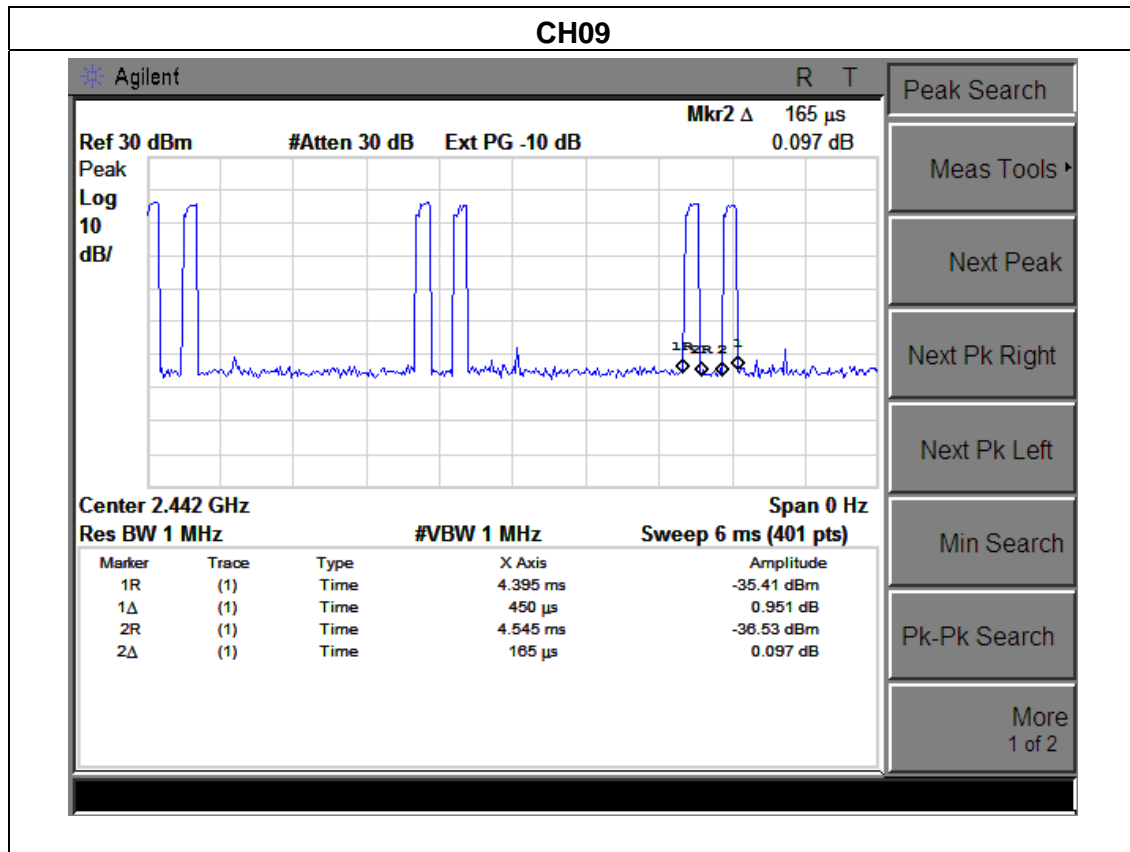 CH09
Agilent R T
Mkr2 Δ 165 μs
Ref 30 dBm #Atten 30 dB Ext PG -10 dB 0.097 dB
Peak
Log
10
dB/
1R 2R 2 1
Center 2.442 GHz Span 0 Hz
Res BW 1 MHz #VBW 1 MHz Sweep 6 ms (401 pts)
Marker Trace Type X Axis Amplitude
1R (1) Time 4.395 ms -35.41 dBm
1Δ (1) Time 450 μs 0.951 dB
2R (1) Time 4.545 ms -36.53 dBm
2Δ (1) Time 165 μs 0.097 dB
Peak Search
Meas Tools
Next Peak
Next Pk Right
Next Pk Left
Min Search
Pk-Pk Search
More
1 of 2